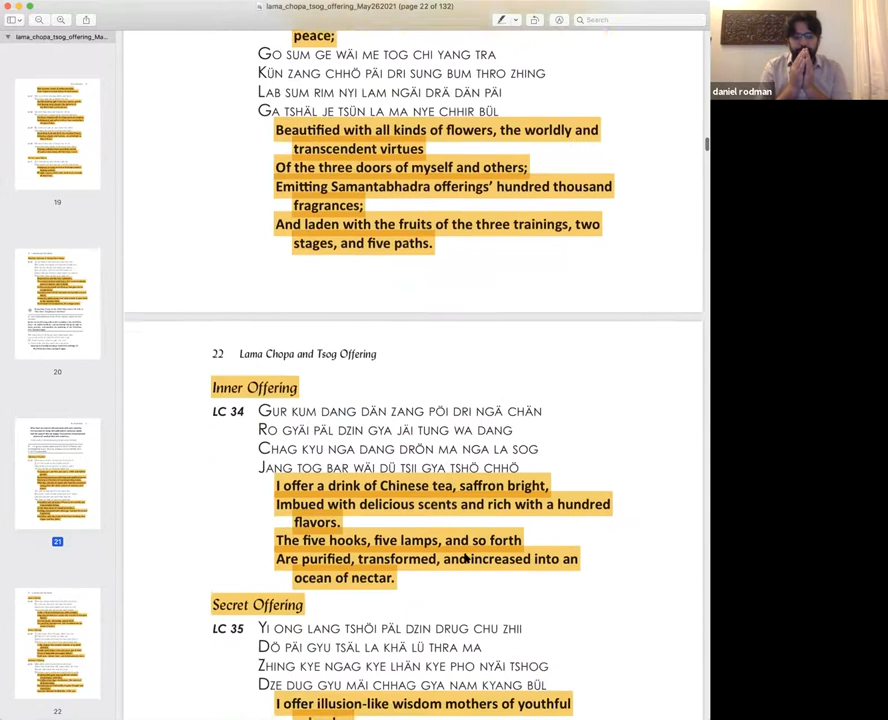 lama_chopa_tsog_offering_May262021 (page 22 of 132)
Search
lama_chopa_tsog_offering_Ma...
19
20
21
22
daniel rodman
peace;
GO SUM GE WÄI ME TOG CHI YANG TRA
KÜN ZANG CHHÖ PÄI DRI SUNG BUM THRO ZHING
LAB SUM RIM NYI LAM NGÄI DRÄ DÄN PÄI
GA TSHÄL JE TSÜN LA MA NYE CHHIR BÜL
Beautified with all kinds of flowers, the worldly and
transcendent virtues
Of the three doors of myself and others;
Emitting Samantabhadra offerings’ hundred thousand
fragrances;
And laden with the fruits of the three trainings, two
stages, and five paths.
22 Lama Chopa and Tsog Offering
Inner Offering
LC 34 GUR KUM DANG DÄN ZANG PÖI DRI NGÄ CHÄN
RO GYÄI PÄL DZIN GYA JÄI TUNG WA DANG
CHAG KYU NGA DANG DRÖN MA NGA LA SOG
JANG TOG BAR WÄI DÜ TSII GYA TSHÖ CHHÖ
I offer a drink of Chinese tea, saffron bright,
Imbued with delicious scents and rich with a hundred
flavors.
The five hooks, five lamps, and so forth
Are purified, transformed, and increased into an
ocean of nectar.
Secret Offering
LC 35 YI ONG LANG TSHÖI PÄL DZIN DRUG CHU ZHII
DÖ PÄI GYU TSÄL LA KHÄ LÜ THRA MA
ZHING KYE NGAG KYE LHÄN KYE PHO NYÄI TSHOG
DZE DUG GYU MÄI CHHAG GYA NAM KYANG BÜL
I offer illusion-like wisdom mothers of youthful